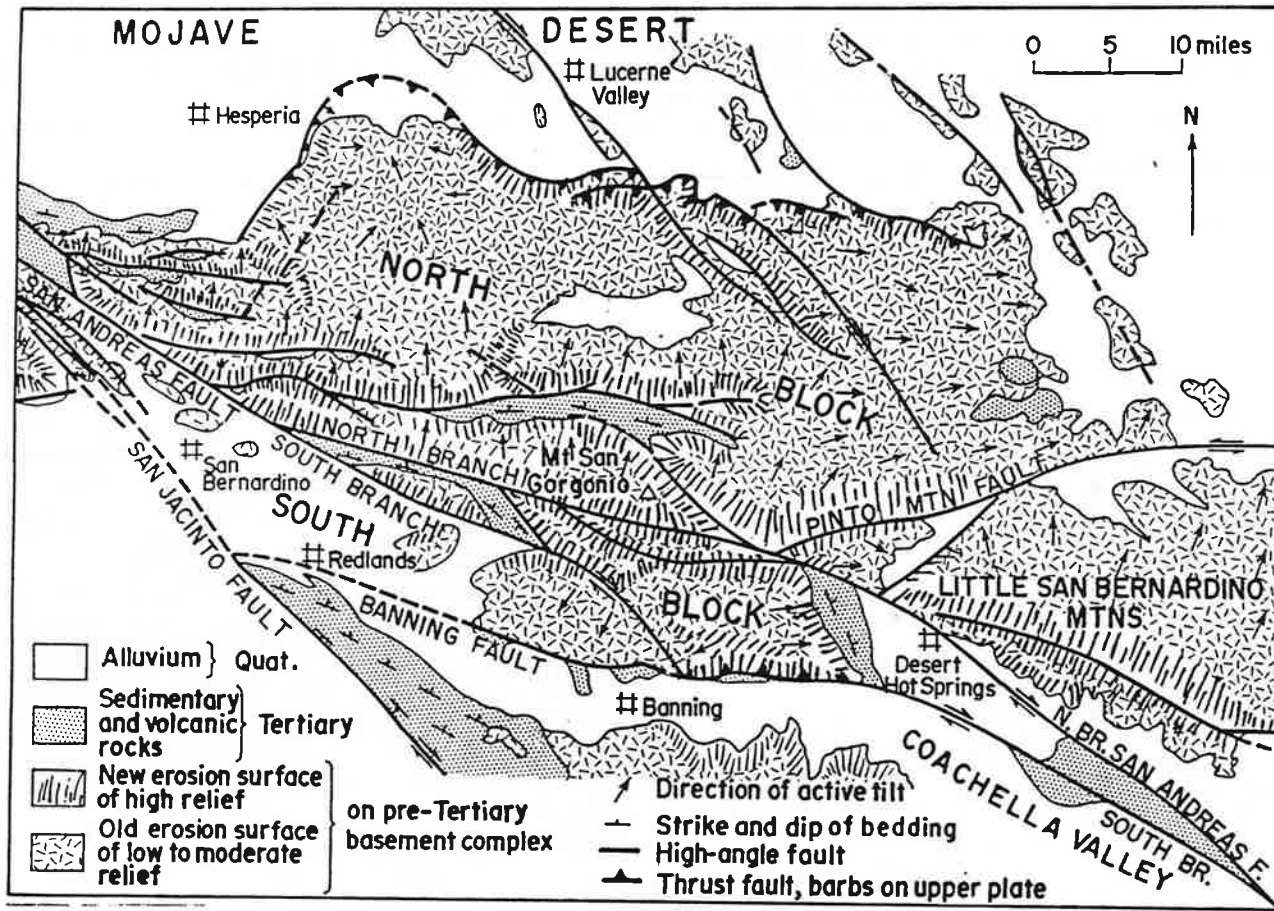 MOJAVE DESERT
0 5 10 miles
Lucerne
Valley
Hesperia
N
NORTH
BLOCK
SAN ANDREAS FAULT
NORTH BRANCH
SOUTH BRANCH
Mt San
Gorgonio
San
Bernardino
PINTO MTN FAULT
SAN JACINTO FAULT
SOUTH
BLOCK
Redlands
BANNING FAULT
LITTLE SAN BERNARDINO
MTNS
Desert
Hot Springs
Banning
N. BR. SAN ANDREAS F.
SOUTH BR.
COACHELLA VALLEY
Alluvium } Quat.
Sedimentary
and volcanic } Tertiary
rocks
New erosion surface
of high relief
Old erosion surface
of low to moderate
relief
on pre-Tertiary
basement complex
Direction of active tilt
Strike and dip of bedding
High-angle fault
Thrust fault, barbs on upper plate